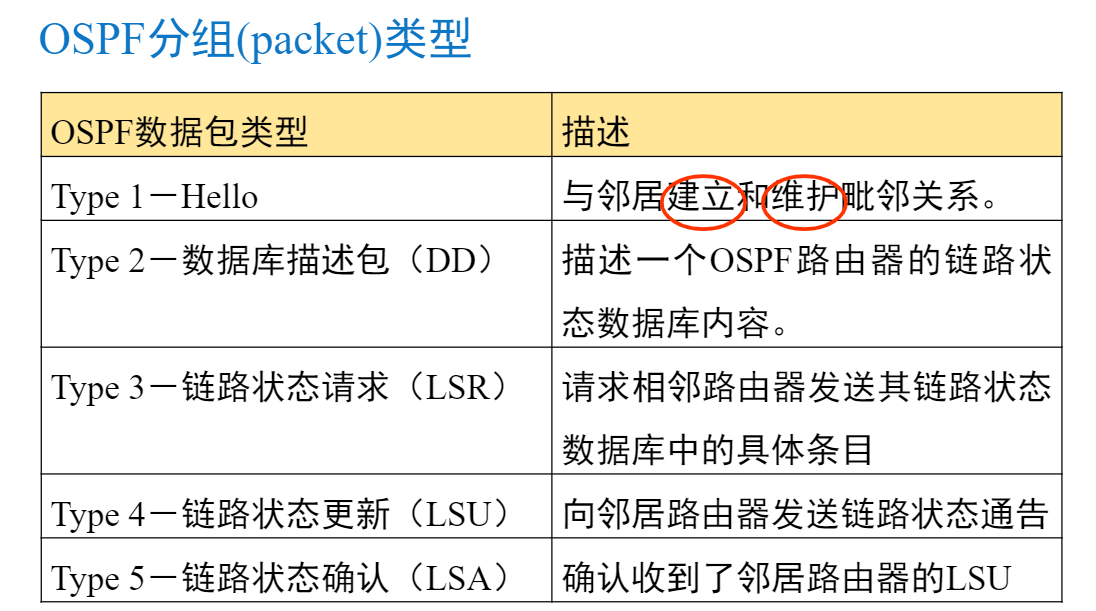 OSPF分组(packet)类型
OSPF数据包类型 描述
Type 1－Hello 与邻居建立和维护毗邻关系。
Type 2－数据库描述包（DD） 描述一个OSPF路由器的链路状
态数据库内容。
Type 3－链路状态请求（LSR） 请求相邻路由器发送其链路状态
数据库中的具体条目
Type 4－链路状态更新（LSU） 向邻居路由器发送链路状态通告
Type 5－链路状态确认（LSA） 确认收到了邻居路由器的LSU